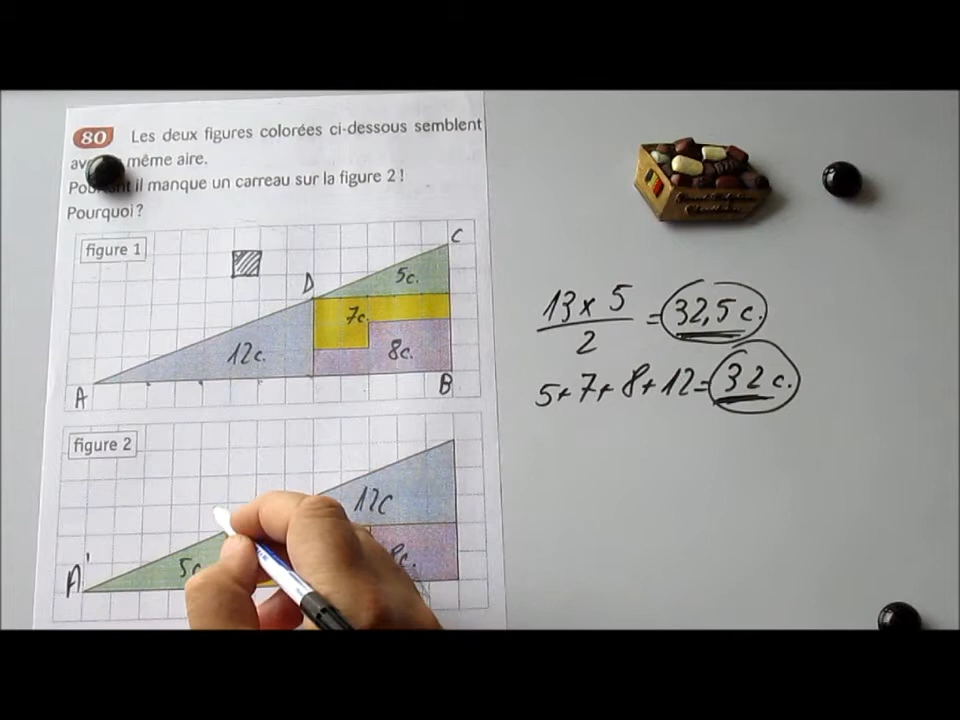 80 Les deux figures colorées ci-dessous semblent
même aire.
il manque un carreau sur la figure 2 !
Pourquoi ?
figure 1
C
D
5c.
7c.
12c.
8c.
A
B
figure 2
12c
8c.
A'
5c
13 x 5
2
= 32,5 c.
5+7+8+12= 32 c.